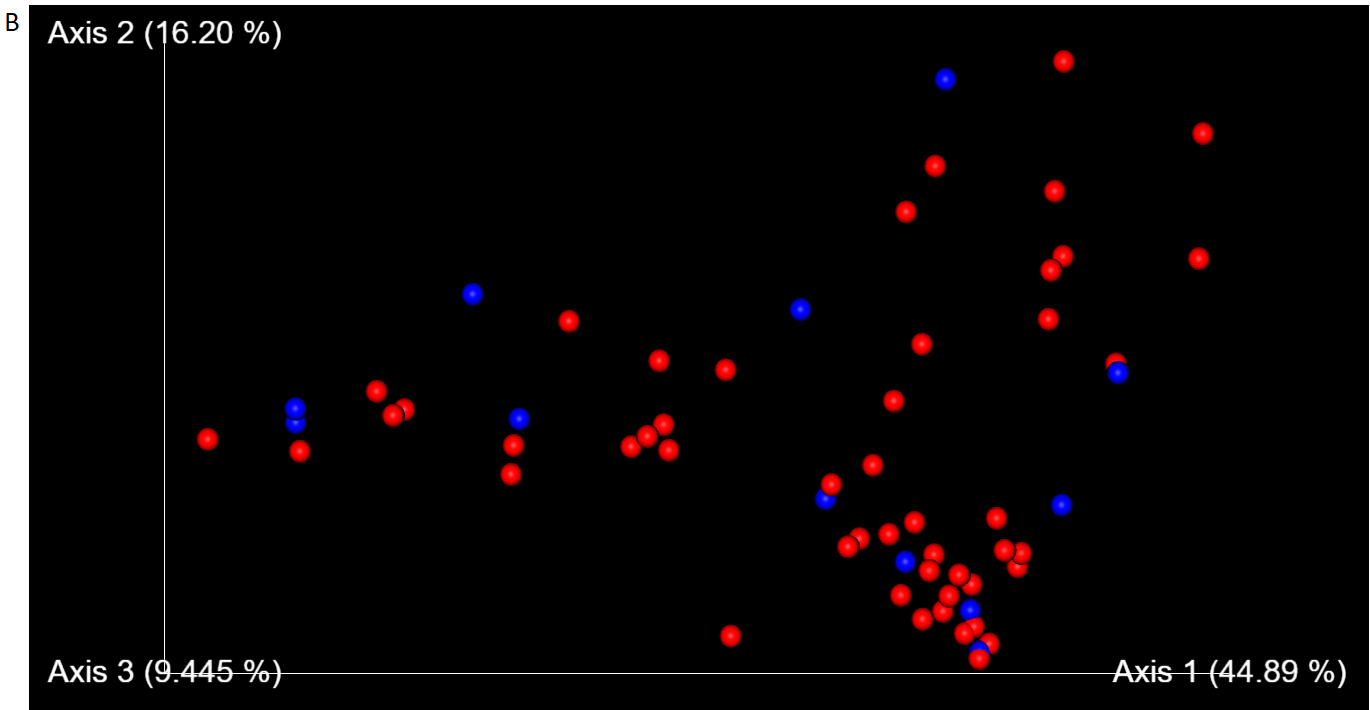 B
Axis 2 (16.20 %)
Axis 3 (9.445 %)
Axis 1 (44.89 %)